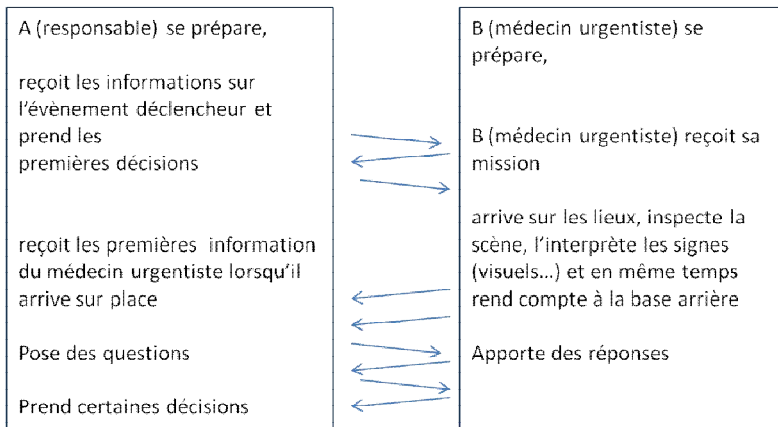 A (responsable) se prépare,
reçoit les informations sur
l'évènement déclencheur et
prend les
premières décisions
reçoit les premières information
du médecin urgentiste lorsqu'il
arrive sur place
Pose des questions
Prend certaines décisions
B (médecin urgentiste) se
prépare,
B (médecin urgentiste) reçoit sa
mission
arrive sur les lieux, inspecte la
scène, l'interprète les signes
(visuels...) et en même temps
rend compte à la base arrière
Apporte des réponses